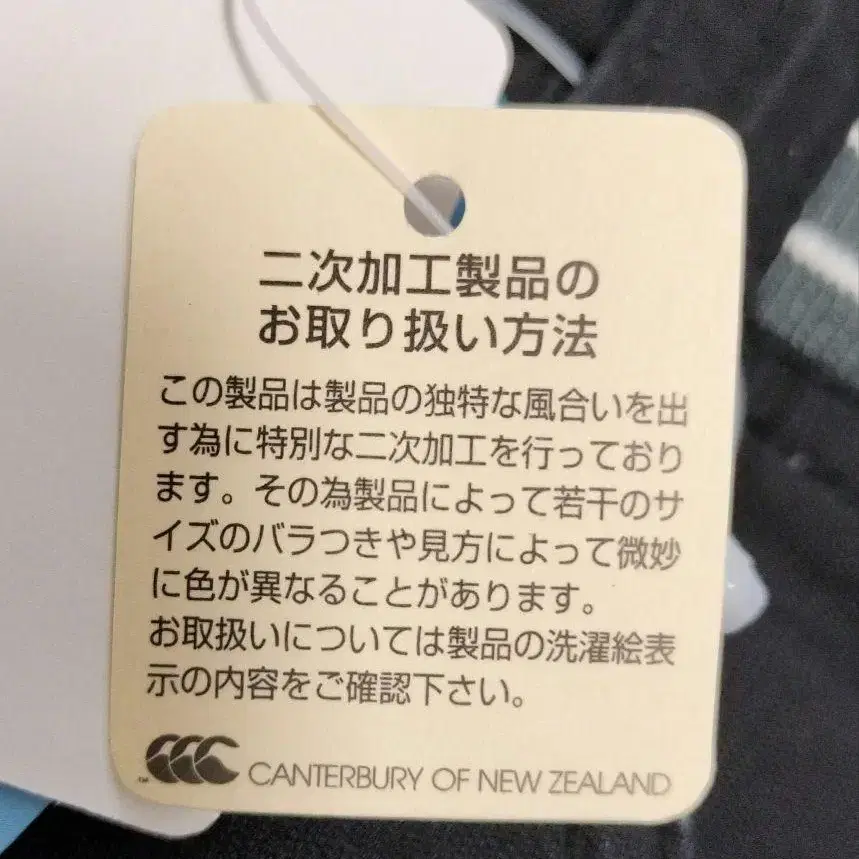 二次加工製品の
お取り扱い方法
この製品は製品の独特な風合いを出
す為に特別な二次加工を行っており
ます。その為製品によって若干のサ
イズのバラつきや見方によって微妙
に色が異なることがあります。
お取扱いについては製品の洗濯絵表
示の内容をご確認下さい。
CANTERBURY OF NEW ZEALAND